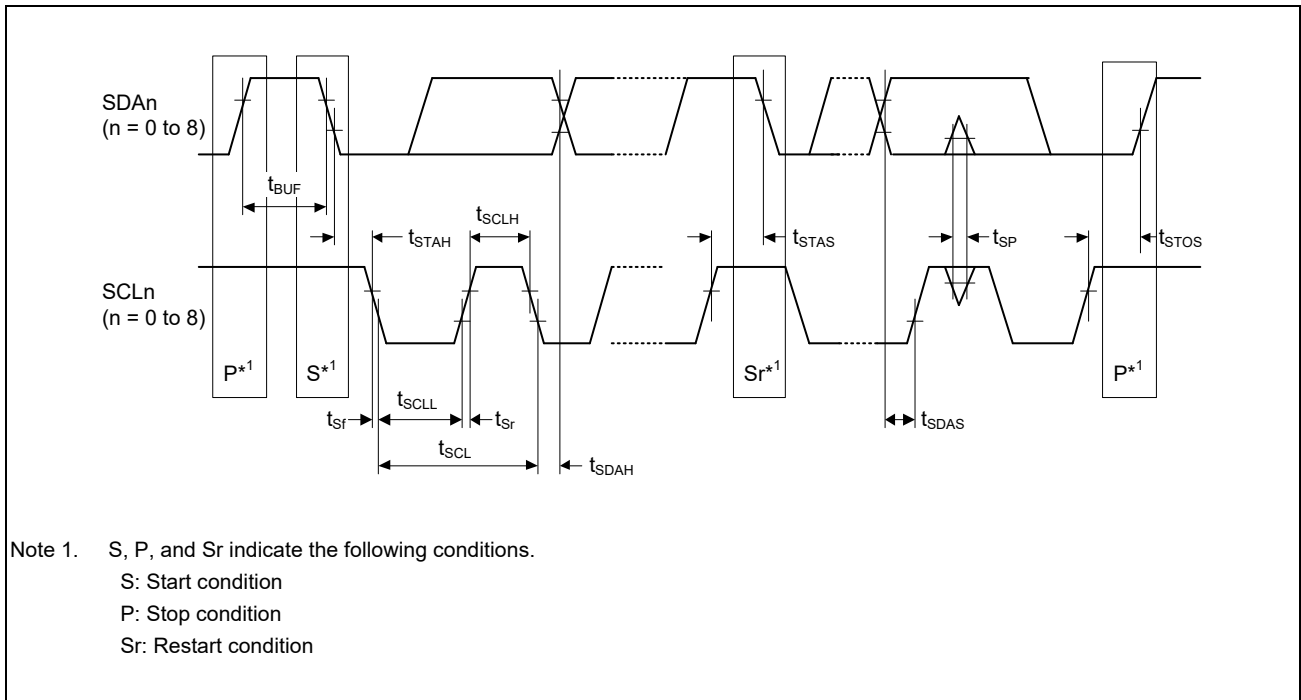 SDAn
(n = 0 to 8)
tBUF
tSTAH
tSCLH
tSTAS
tSP
tSTOS
SCLn
(n = 0 to 8)
P*1
S*1
Sr*1
P*1
tSf
tSCLL
tSr
tSDAS
tSCL
tSDAH
Note 1. S, P, and Sr indicate the following conditions.
S: Start condition
P: Stop condition
Sr: Restart condition